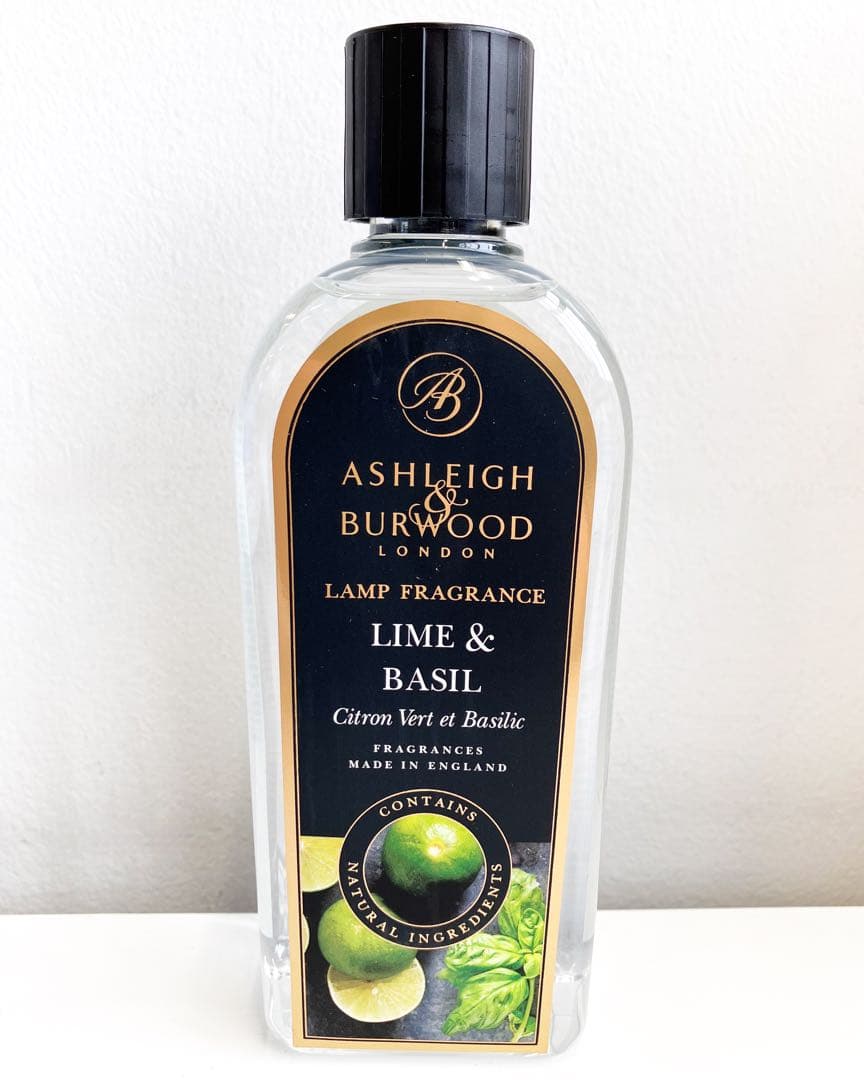 AB
ASHLEIGH
&
BURWOOD
LONDON
LAMP FRAGRANCE
LIME &
BASIL
Citron Vert et Basilic
FRAGRANCES
MADE IN ENGLAND
CONTAINS
NATURAL INGREDIENTS